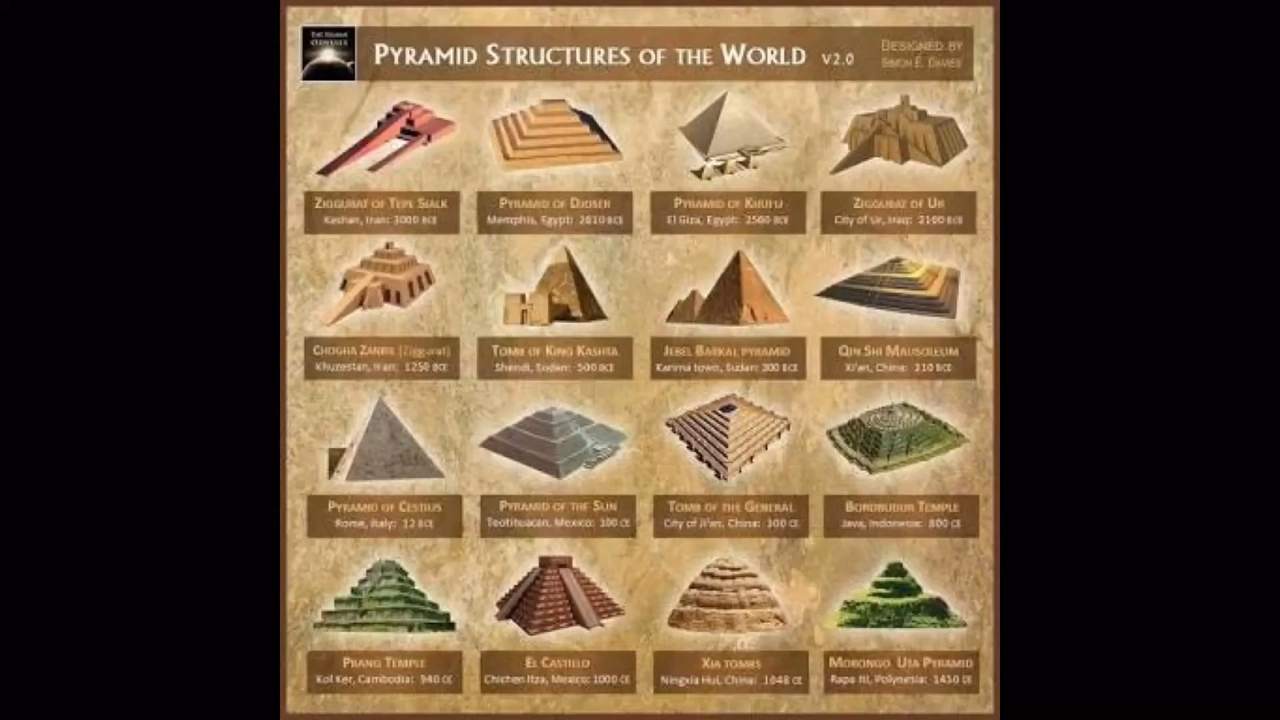 THE HUMAN
ODYSSEY
PYRAMID STRUCTURES OF THE WORLD V2.0
DESIGNED BY
SIMON E. DAVIES
ZIGGURAT OF TEPE SIALK
Kashan, Iran: 3000 BCE
PYRAMID OF DJOSER
Memphis, Egypt: 2610 BCE
PYRAMID OF KHUFU
El Giza, Egypt: 2560 BCE
ZIGGURAT OF UR
City of Ur, Iraq: 2100 BCE
CHOGHA ZANBIL (Ziggurat)
Khuzestan, Iran: 1250 BCE
TOMB OF KING KASHTA
Shendi, Sudan: 500 BCE
JEBEL BARKAL PYRAMID
Karima town, Sudan: 300 BCE
QIN SHI MAUSOLEUM
Xi'an, China: 210 BCE
PYRAMID OF CESTIUS
Rome, Italy: 12 BCE
PYRAMID OF THE SUN
Teotihuacan, Mexico: 100 CE
TOMB OF THE GENERAL
City of Ji'an, China: 300 CE
BOROBUDUR TEMPLE
Java, Indonesia: 800 CE
PRANG TEMPLE
Kol Ker, Cambodia: 940 CE
EL CASTILLO
Chichen Itza, Mexico: 1000 CE
XIA TOMBS
Ningxia Hui, China: 1048 CE
MORONGO UTA PYRAMID
Rapa Iti, Polynesia: 1450 CE